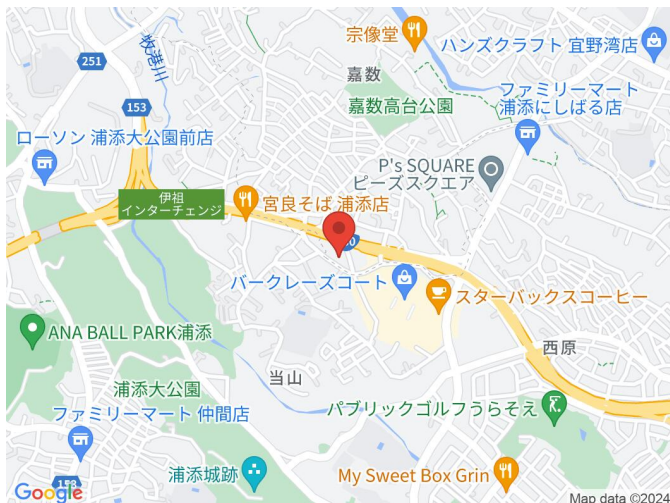 宗像堂
ハンズクラフト 宜野湾店
牧港川
251
嘉数
ファミリーマート
浦添にしばる店
153
嘉数高台公園
ローソン 浦添大公園前店
P's SQUARE
ピーズスクエア
伊祖
インターチェンジ
宮良そば 浦添店
バークレーズコート
スターバックスコーヒー
ANA BALL PARK浦添
西原
当山
浦添大公園
パブリックゴルフうらそえ
ファミリーマート 仲間店
浦添城跡
My Sweet Box Grin
153
Google
Map data ©2024